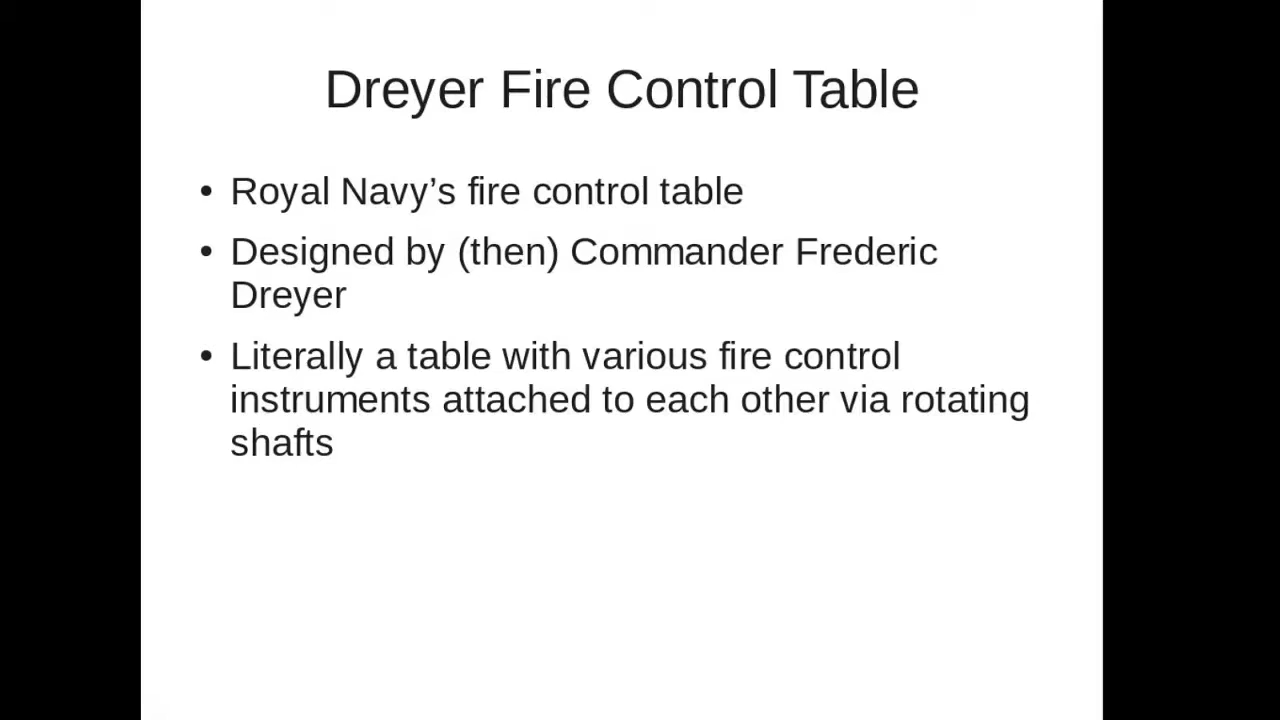 Dreyer Fire Control Table
• Royal Navy’s fire control table
• Designed by (then) Commander Frederic
Dreyer
• Literally a table with various fire control
instruments attached to each other via rotating
shafts